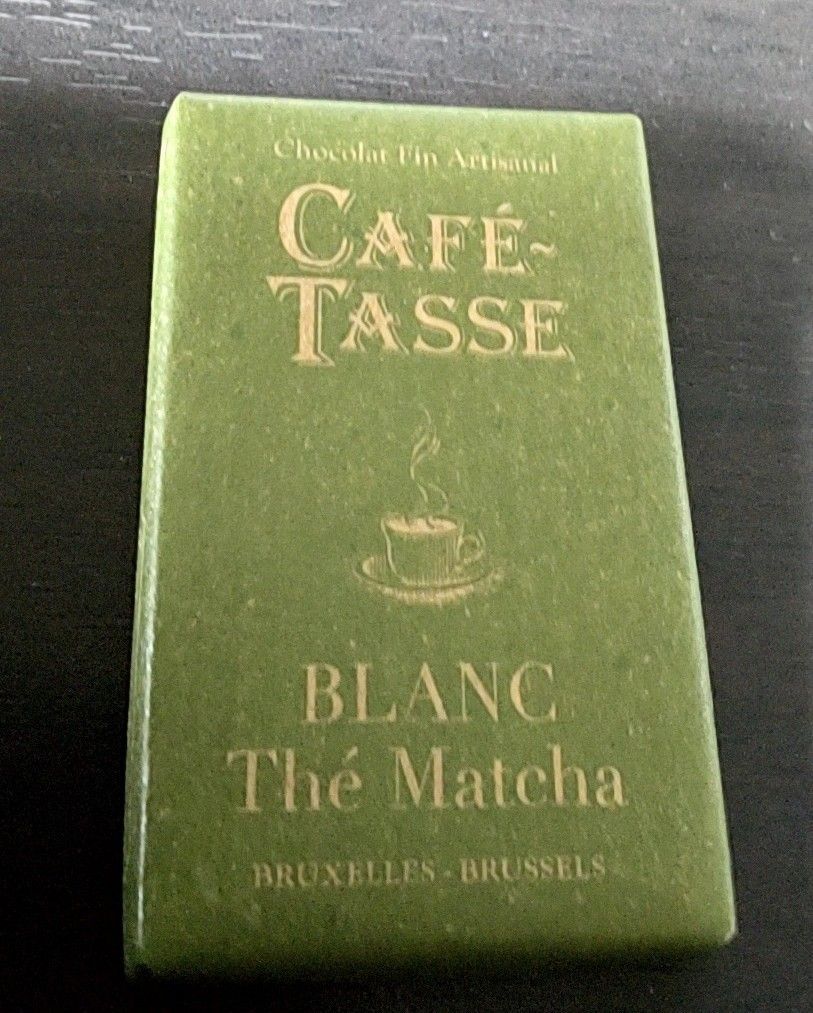 Chocolat Fin Artisanal
CAFÉ-
TASSE
BLANC
Thé Matcha
BRUXELLES - BRUSSELS